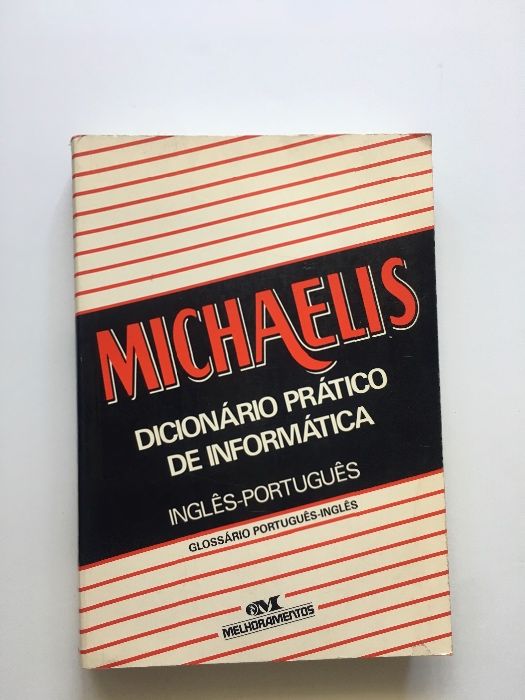 MICHAELIS
DICIONÁRIO PRÁTICO
DE INFORMÁTICA
INGLÊS-PORTUGUÊS
GLOSSÁRIO PORTUGUÊS-INGLÊS
M
MELHORAMENTOS